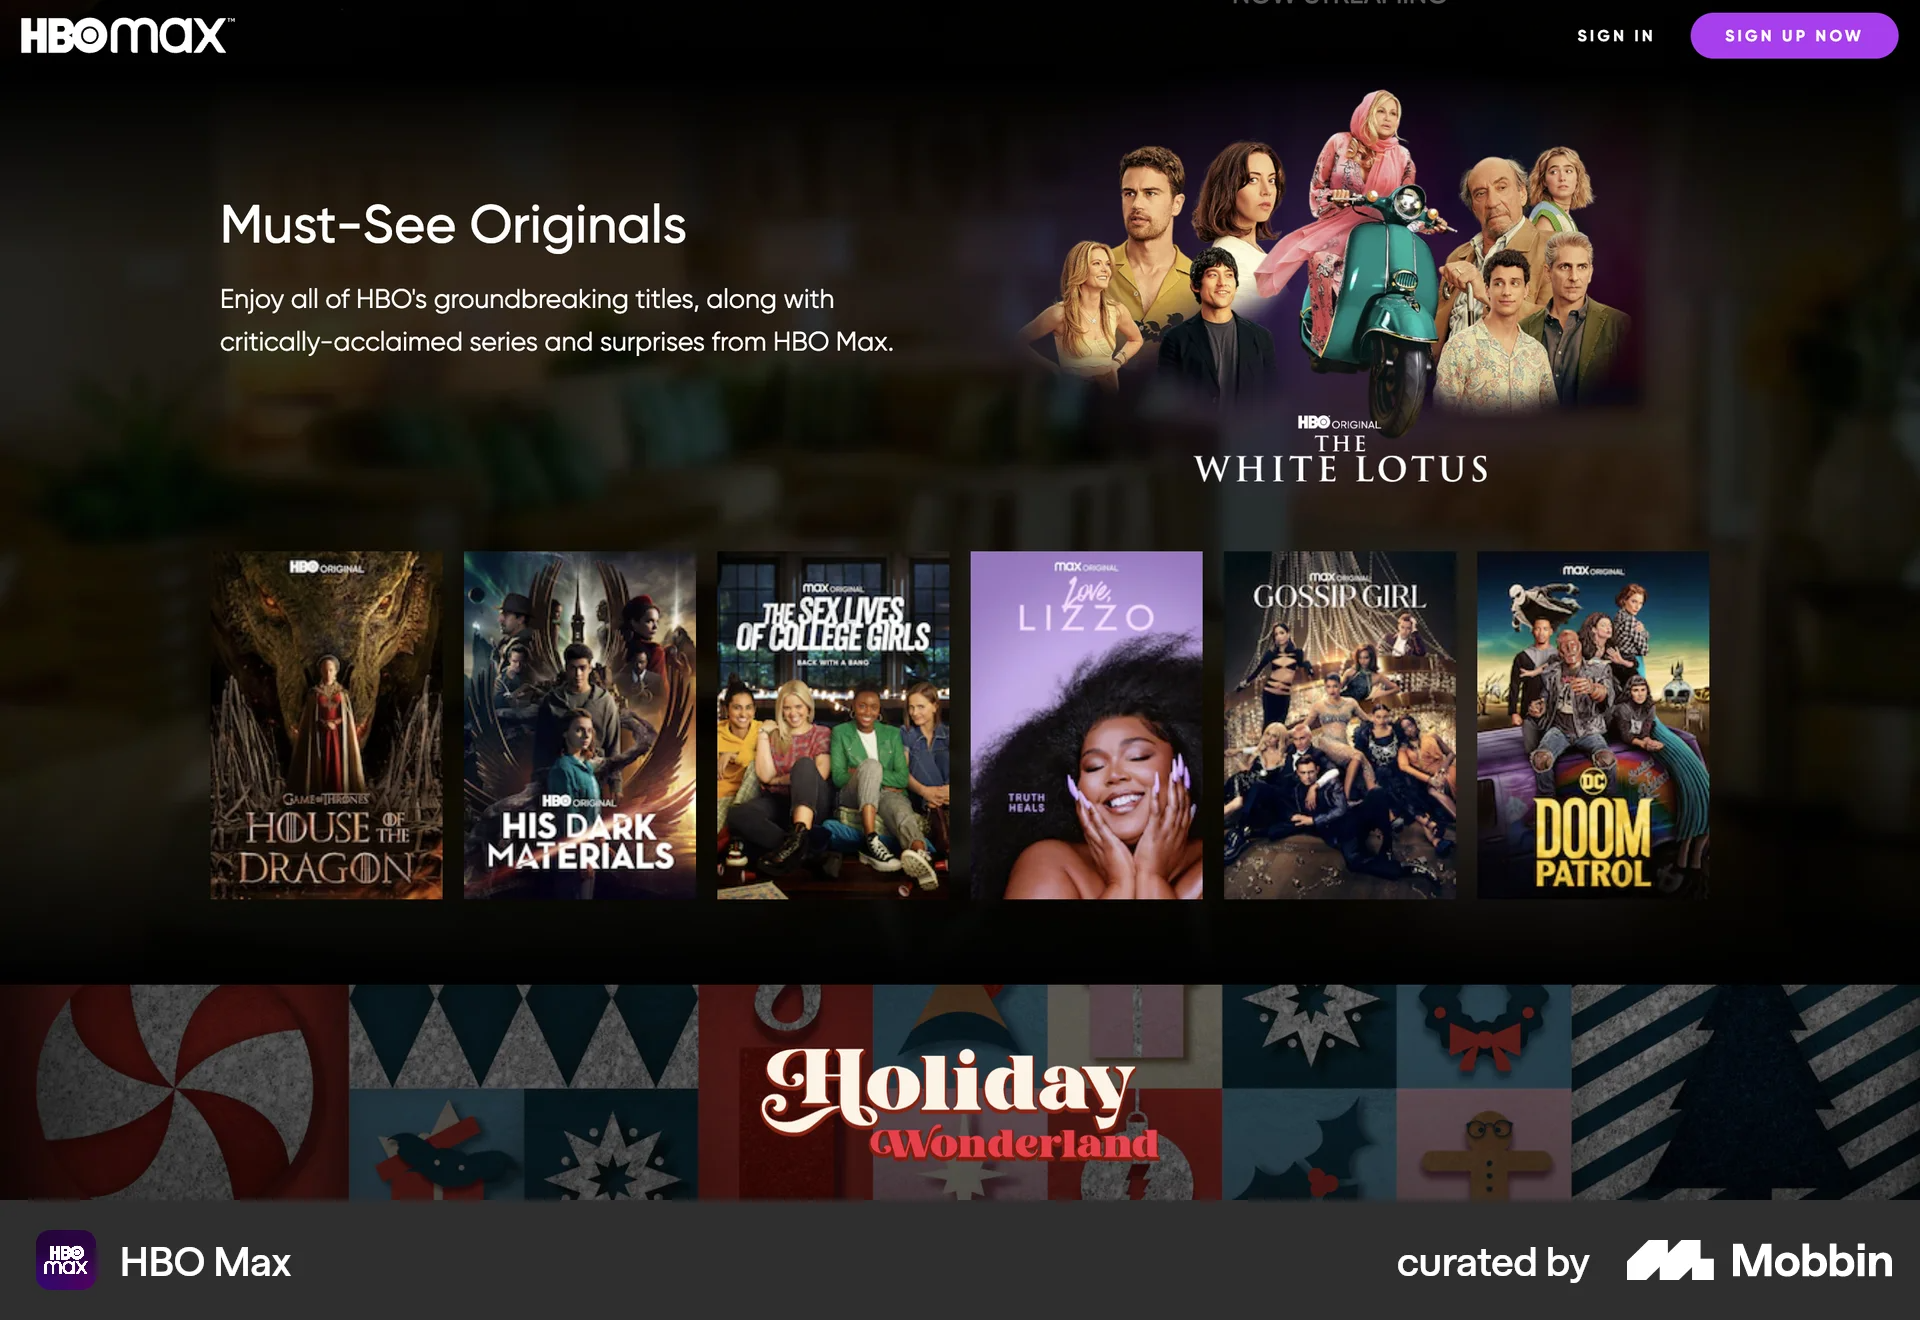 NOW STREAMING
HBOmax™
SIGN IN
SIGN UP NOW
Must-See Originals
Enjoy all of HBO's groundbreaking titles, along with
critically-acclaimed series and surprises from HBO Max.
HBO ORIGINAL
THE
WHITE LOTUS
HBO ORIGINAL
GAME OF THRONES
HOUSE OF THE
DRAGON
HBO ORIGINAL
HIS DARK
MATERIALS
max ORIGINAL
THE SEX LIVES
OF COLLEGE GIRLS
BACK WITH A BANG
max ORIGINAL
Love,
LIZZO
TRUTH
HEALS
max ORIGINAL
GOSSIP GIRL
max ORIGINAL
DC
DOOM
PATROL
Holiday
Wonderland
HBO
max
HBO Max
curated by Mobbin